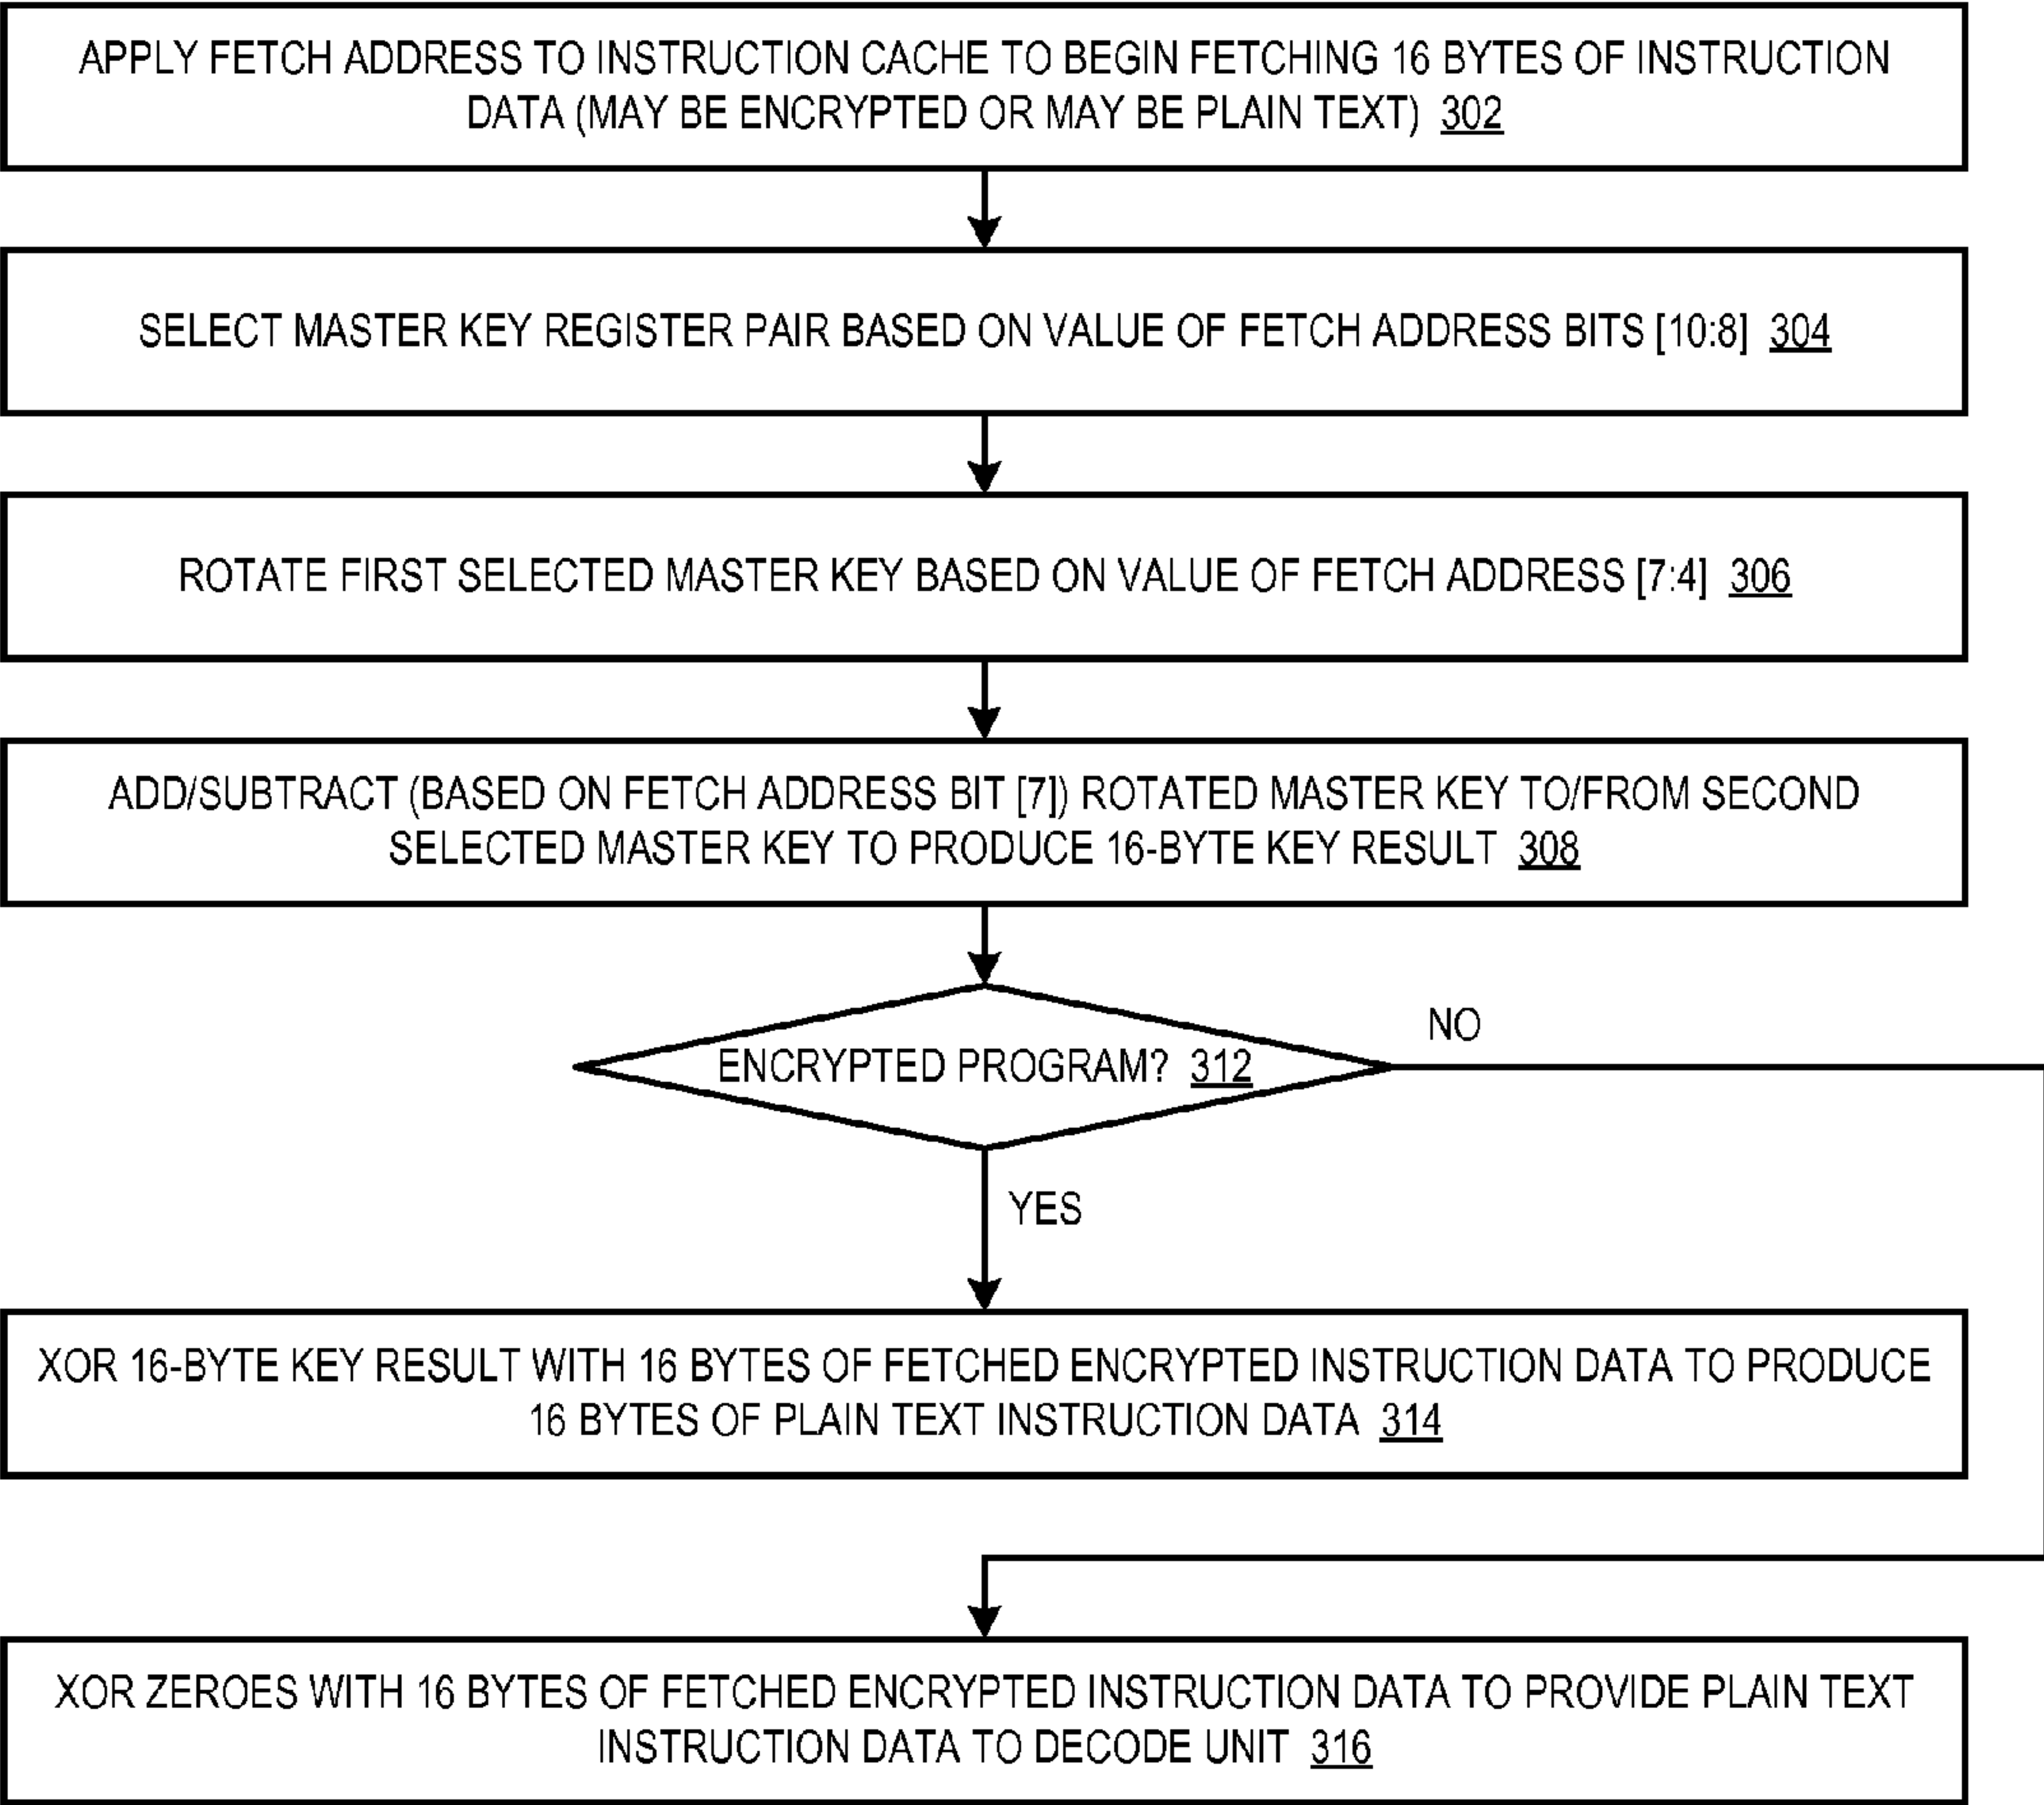 APPLY FETCH ADDRESS TO INSTRUCTION CACHE TO BEGIN FETCHING 16 BYTES OF INSTRUCTION
DATA (MAY BE ENCRYPTED OR MAY BE PLAIN TEXT) 302
SELECT MASTER KEY REGISTER PAIR BASED ON VALUE OF FETCH ADDRESS BITS [10:8] 304
ROTATE FIRST SELECTED MASTER KEY BASED ON VALUE OF FETCH ADDRESS [7:4] 306
ADD/SUBTRACT (BASED ON FETCH ADDRESS BIT [7]) ROTATED MASTER KEY TO/FROM SECOND
SELECTED MASTER KEY TO PRODUCE 16-BYTE KEY RESULT 308
NO
ENCRYPTED PROGRAM? 312
YES
XOR 16-BYTE KEY RESULT WITH 16 BYTES OF FETCHED ENCRYPTED INSTRUCTION DATA TO PRODUCE
16 BYTES OF PLAIN TEXT INSTRUCTION DATA 314
XOR ZEROES WITH 16 BYTES OF FETCHED ENCRYPTED INSTRUCTION DATA TO PROVIDE PLAIN TEXT
INSTRUCTION DATA TO DECODE UNIT 316